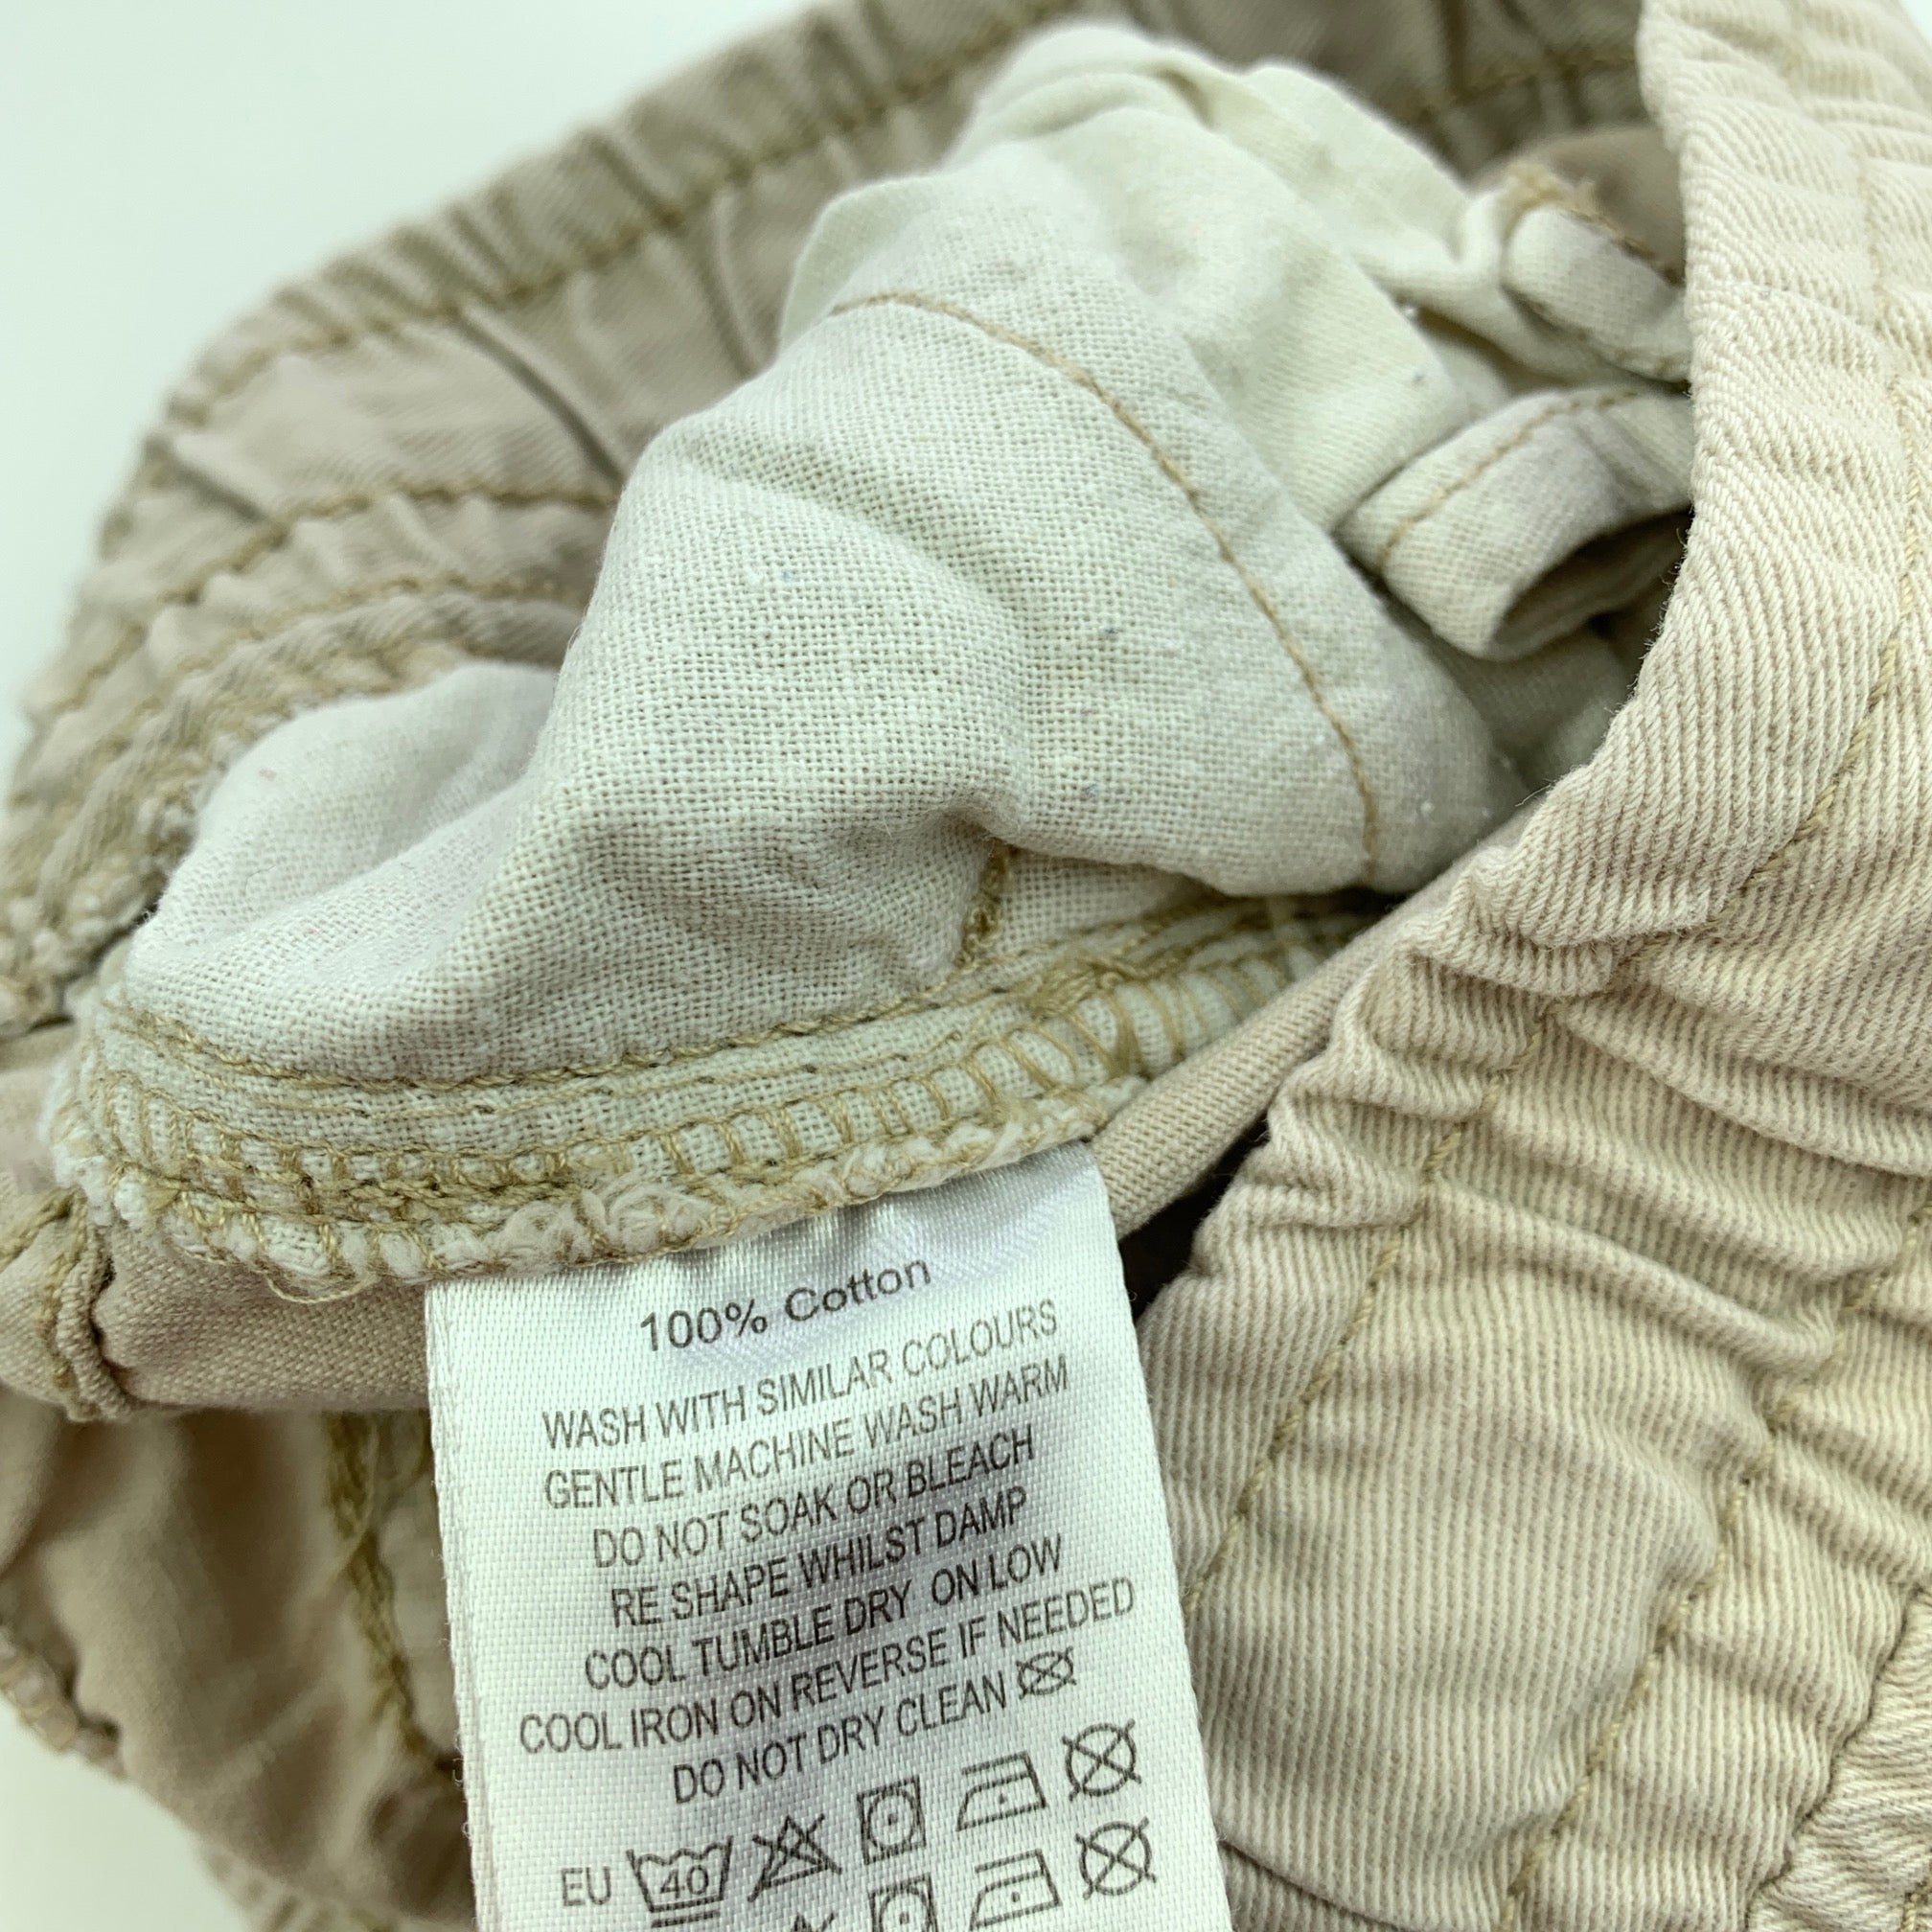 100% Cotton
WASH WITH SIMILAR COLOURS
GENTLE MACHINE WASH WARM
DO NOT SOAK OR BLEACH
RE SHAPE WHILST DAMP
COOL TUMBLE DRY ON LOW
COOL IRON ON REVERSE IF NEEDED
DO NOT DRY CLEAN
EU 40